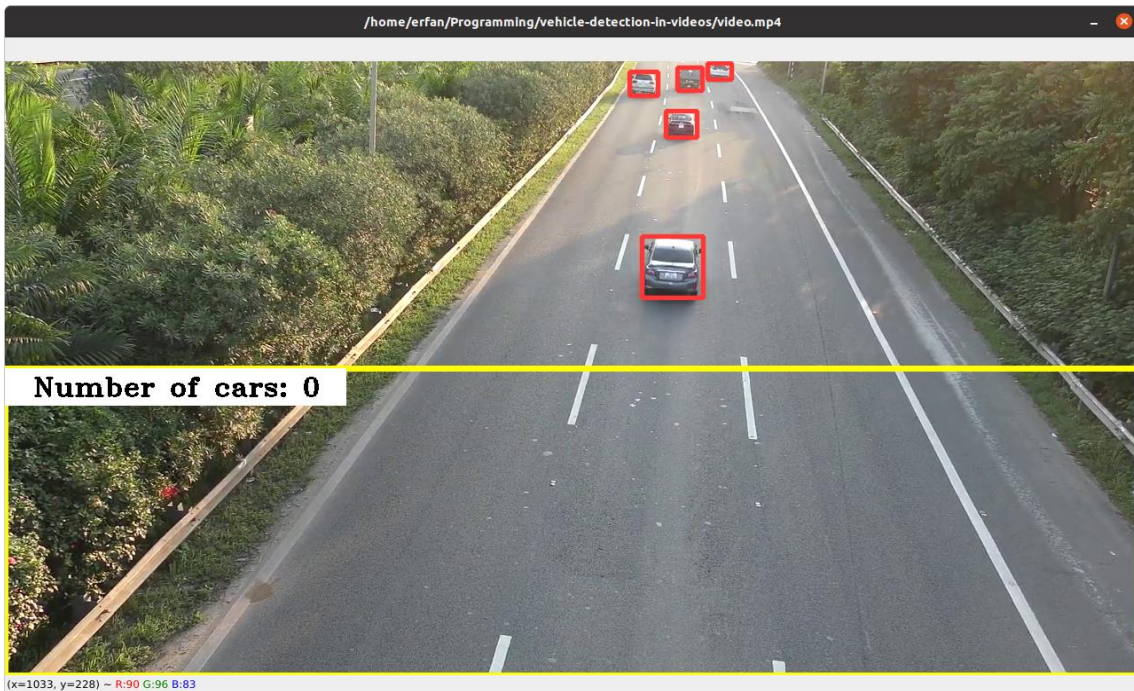 /home/erfan/Programming/vehicle-detection-in-videos/video.mp4
Number of cars: 0
(x=1033, y=228) ~ R:90 G:96 B:83